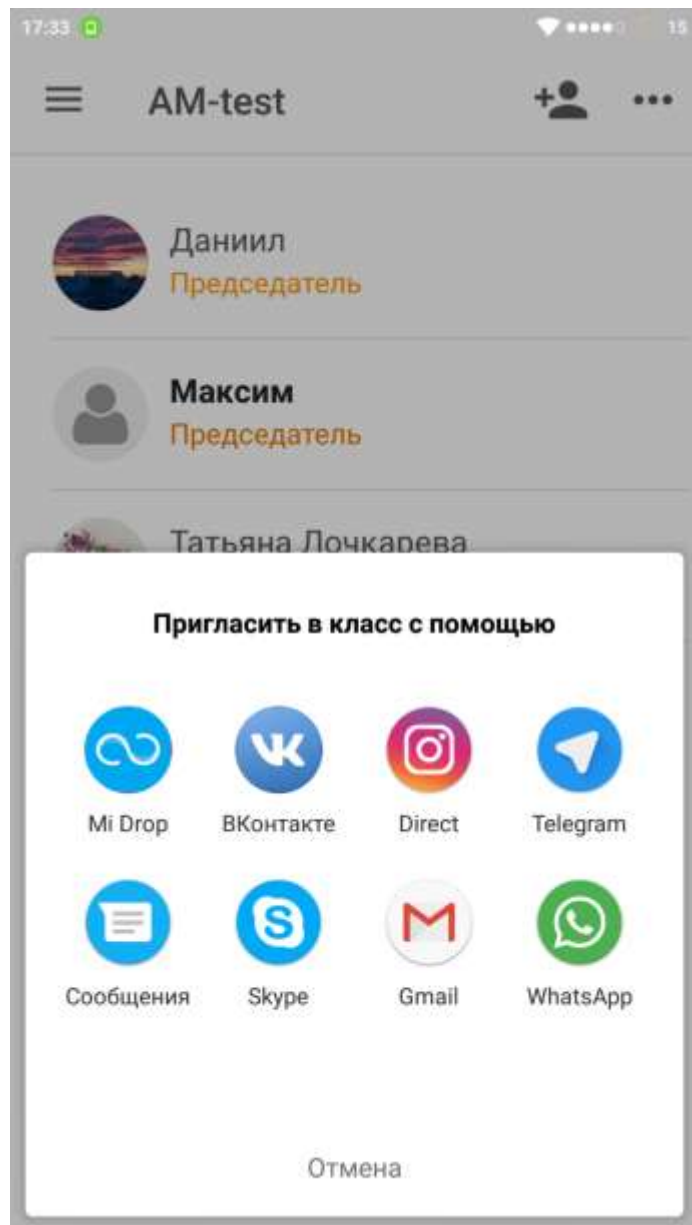 17:33 15
AM-test
Даниил
Председатель
Максим
Председатель
Татьяна Лочкарева
Пригласить в класс с помощью
Mi Drop ВКонтакте Direct Telegram
Сообщения Skype Gmail WhatsApp
Отмена